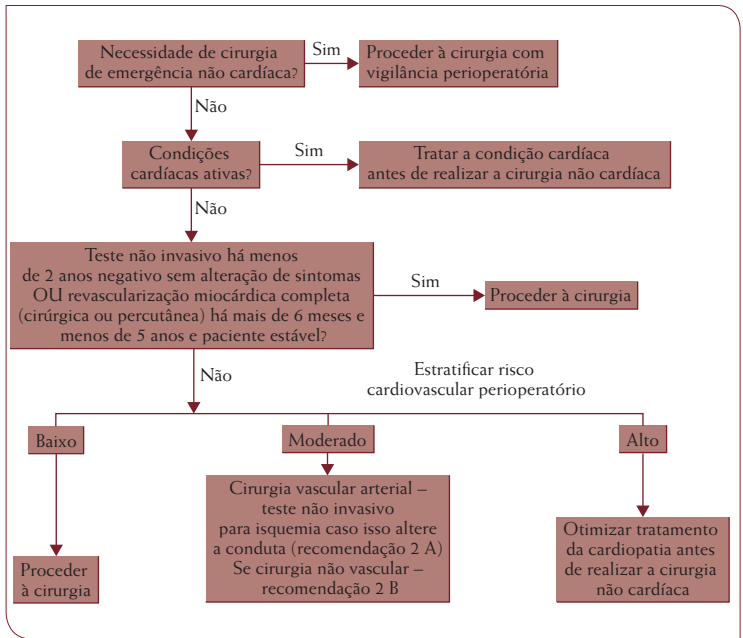 Necessidade de cirurgia
de emergência não cardíaca?
Sim
Proceder à cirurgia com
vigilância perioperatória
Não
Condições
cardíacas ativas?
Sim
Tratar a condição cardíaca
antes de realizar a cirurgia não cardíaca
Não
Teste não invasivo há menos
de 2 anos negativo sem alteração de sintomas
OU revascularização miocárdica completa
(cirúrgica ou percutânea) há mais de 6 meses e
menos de 5 anos e paciente estável?
Sim
Proceder à cirurgia
Não
Estratificar risco
cardiovascular perioperatório
Baixo
Moderado
Alto
Proceder
à cirurgia
Cirurgia vascular arterial –
teste não invasivo
para isquemia caso isso altere
a conduta (recomendação 2 A)
Se cirurgia não vascular –
recomendação 2 B
Otimizar tratamento
da cardiopatia antes
de realizar a cirurgia
não cardíaca